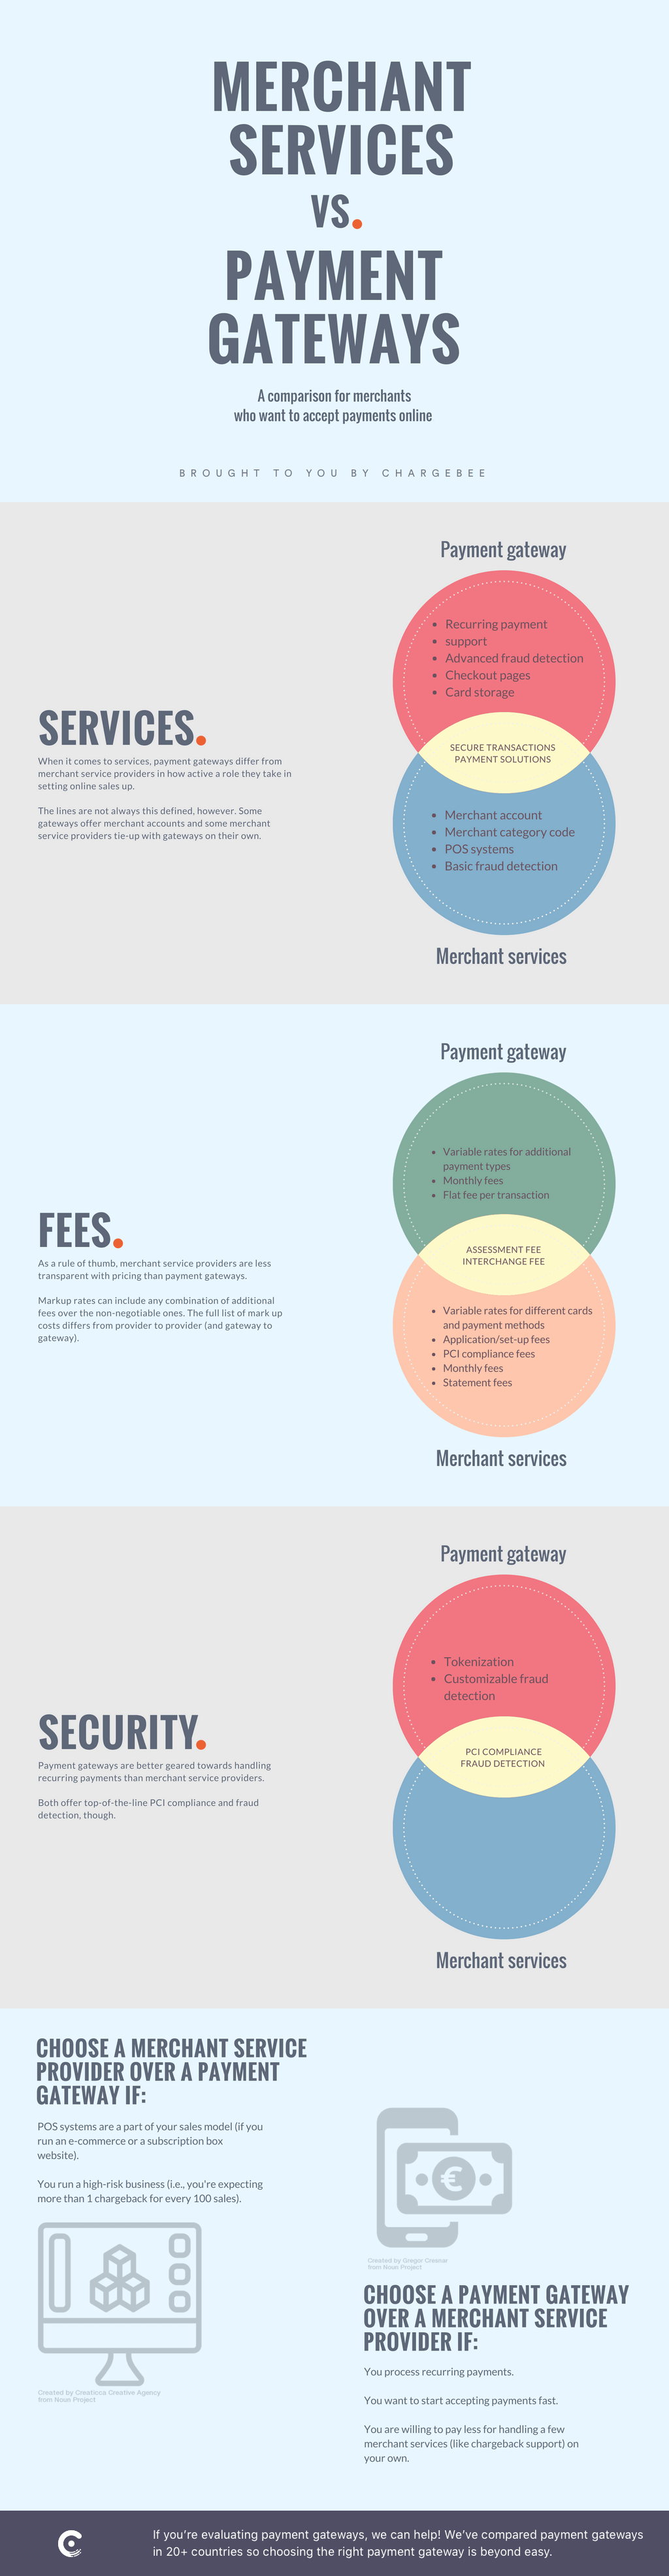 MERCHANT
SERVICES
VS.
PAYMENT
GATEWAYS
A comparison for merchants
who want to accept payments online
BROUGHT TO YOU BY CHARGEBEE
Payment gateway
• Recurring payment
• support
• Advanced fraud detection
• Checkout pages
• Card storage
SECURE TRANSACTIONS
PAYMENT SOLUTIONS
• Merchant account
• Merchant category code
• POS systems
• Basic fraud detection
Merchant services
SERVICES.
When it comes to services, payment gateways differ from
merchant service providers in how active a role they take in
setting online sales up.
The lines are not always this defined, however. Some
gateways offer merchant accounts and some merchant
service providers tie-up with gateways on their own.
Payment gateway
• Variable rates for additional
payment types
• Monthly fees
• Flat fee per transaction
ASSESSMENT FEE
INTERCHANGE FEE
• Variable rates for different cards
and payment methods
• Application/set-up fees
• PCI compliance fees
• Monthly fees
• Statement fees
Merchant services
FEES.
As a rule of thumb, merchant service providers are less
transparent with pricing than payment gateways.
Markup rates can include any combination of additional
fees over the non-negotiable ones. The full list of mark up
costs differs from provider to provider (and gateway to
gateway).
Payment gateway
• Tokenization
• Customizable fraud
detection
PCI COMPLIANCE
FRAUD DETECTION
Merchant services
SECURITY.
Payment gateways are better geared towards handling
recurring payments than merchant service providers.
Both offer top-of-the-line PCI compliance and fraud
detection, though.
CHOOSE A MERCHANT SERVICE
PROVIDER OVER A PAYMENT
GATEWAY IF:
POS systems are a part of your sales model (if you
run an e-commerce or a subscription box
website).
You run a high-risk business (i.e., you're expecting
more than 1 chargeback for every 100 sales).
Created by Creaticca Creative Agency
from Noun Project
€
Created by Gregor Cresnar
from Noun Project
CHOOSE A PAYMENT GATEWAY
OVER A MERCHANT SERVICE
PROVIDER IF:
You process recurring payments.
You want to start accepting payments fast.
You are willing to pay less for handling a few
merchant services (like chargeback support) on
your own.
If you're evaluating payment gateways, we can help! We've compared payment gateways
in 20+ countries so choosing the right payment gateway is beyond easy.